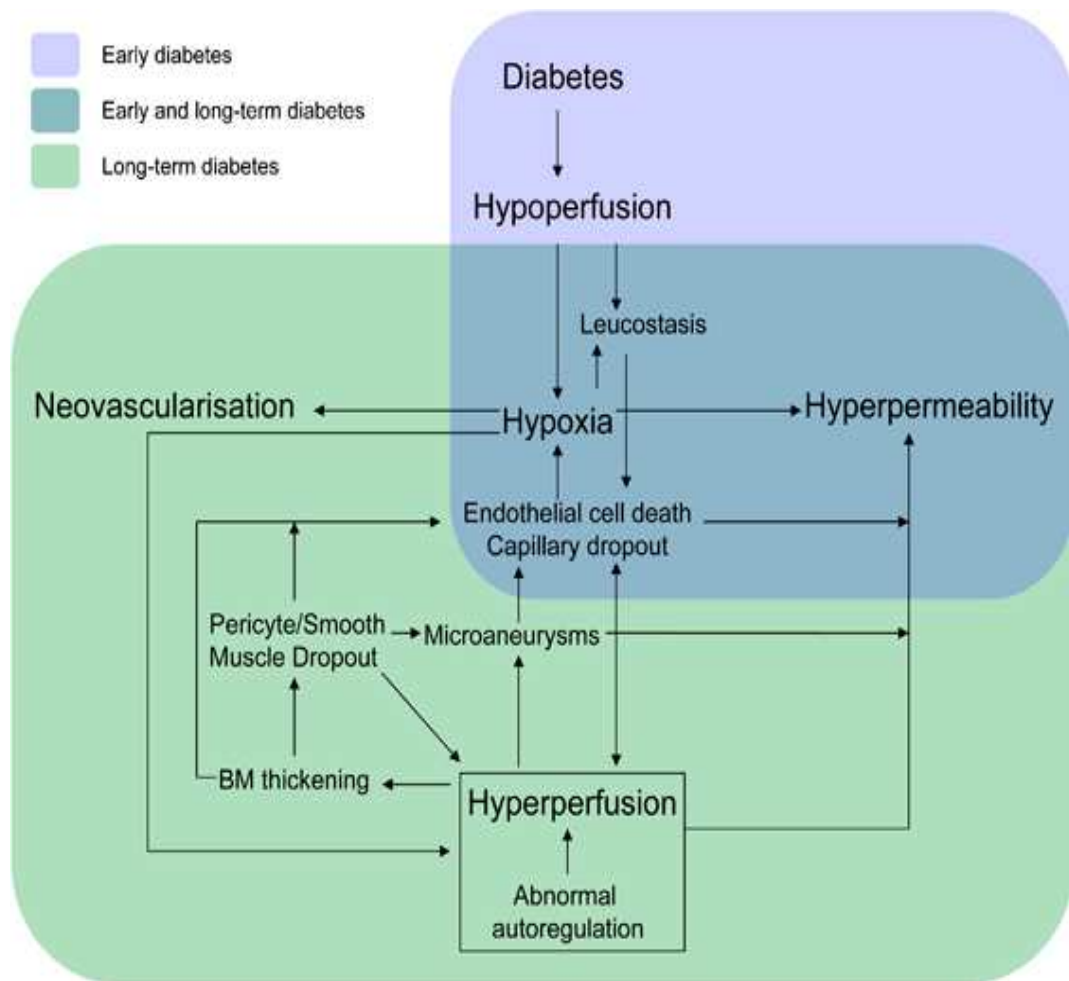 Early diabetes
Early and long-term diabetes
Long-term diabetes
Diabetes
Hypoperfusion
Leucostasis
Neovascularisation
Hypoxia
Hyperpermeability
Endothelial cell death
Capillary dropout
Pericyte/Smooth
Muscle Dropout
Microaneurysms
BM thickening
Hyperperfusion
Abnormal
autoregulation